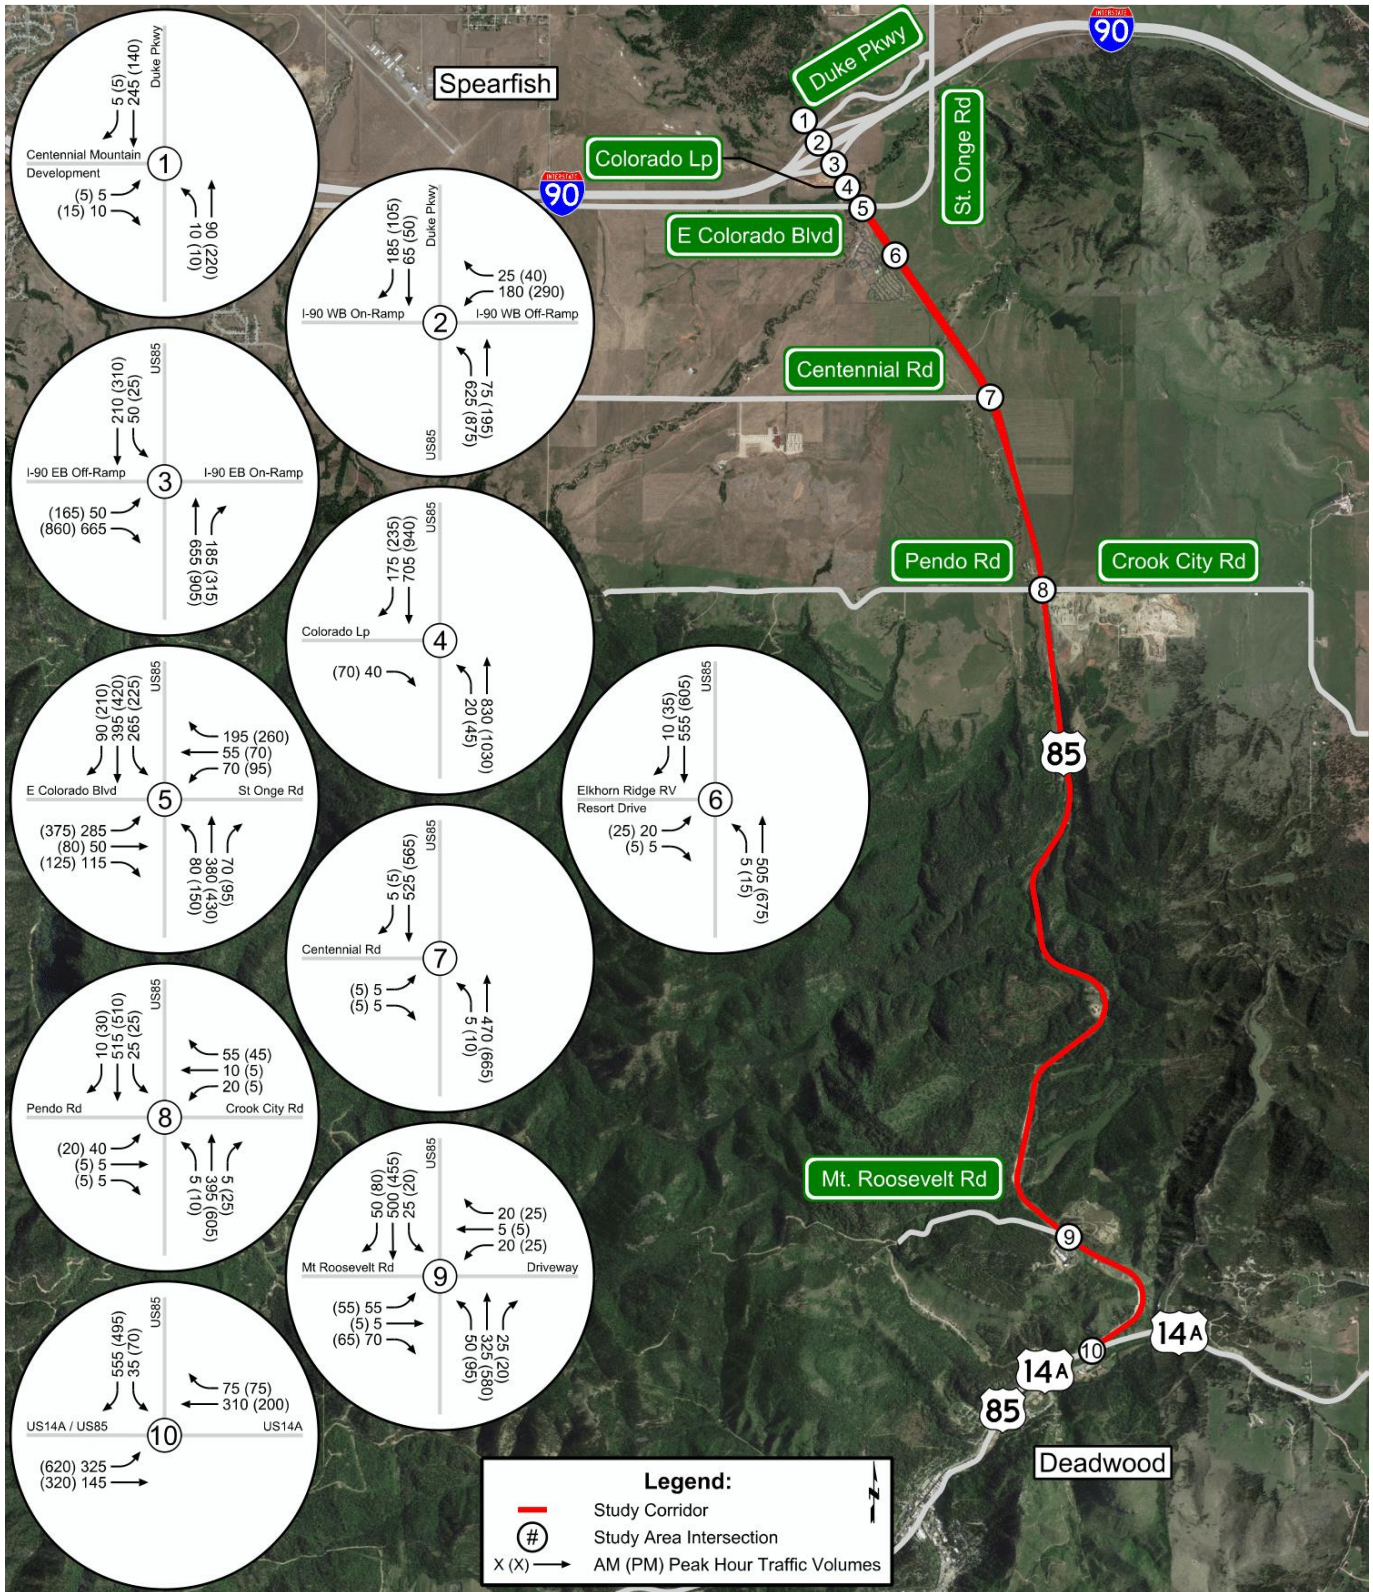 Spearfish
Duke Pkwy
INTERSTATE
90
St. Onge Rd
Colorado Lp
INTERSTATE
90
E Colorado Blvd
1
2
3
4
5
6
Centennial Rd
7
Pendo Rd
Crook City Rd
8
85
Mt. Roosevelt Rd
9
10
14A
14A
85
Deadwood
Duke Pkwy
5 (5)
245 (140)
Centennial Mountain
Development
1
(5) 5
(15) 10
10 (10)
90 (220)
Duke Pkwy
185 (105)
65 (50)
25 (40)
180 (290)
I-90 WB On-Ramp
I-90 WB Off-Ramp
2
625 (875)
75 (195)
US85
US85
210 (310)
50 (25)
I-90 EB Off-Ramp
I-90 EB On-Ramp
3
(165) 50
(860) 665
655 (905)
185 (315)
US85
175 (235)
705 (940)
Colorado Lp
4
(70) 40
20 (45)
830 (1030)
US85
90 (210)
395 (420)
265 (225)
195 (260)
55 (70)
70 (95)
E Colorado Blvd
St Onge Rd
5
(375) 285
(80) 50
(125) 115
80 (150)
380 (430)
70 (95)
US85
10 (35)
555 (605)
Elkhorn Ridge RV
Resort Drive
6
(25) 20
(5) 5
5 (15)
505 (675)
US85
5 (5)
525 (565)
Centennial Rd
7
(5) 5
(5) 5
5 (10)
470 (665)
US85
10 (30)
515 (510)
25 (25)
55 (45)
10 (5)
20 (5)
Pendo Rd
Crook City Rd
8
(20) 40
(5) 5
(5) 5
5 (10)
395 (605)
5 (25)
US85
50 (80)
500 (455)
25 (20)
20 (25)
5 (5)
20 (25)
Mt Roosevelt Rd
Driveway
9
(55) 55
(5) 5
(65) 70
50 (95)
325 (580)
25 (20)
US85
555 (495)
35 (70)
75 (75)
310 (200)
US14A / US85
US14A
10
(620) 325
(320) 145
Legend:
Study Corridor
# Study Area Intersection
X (X) AM (PM) Peak Hour Traffic Volumes
N